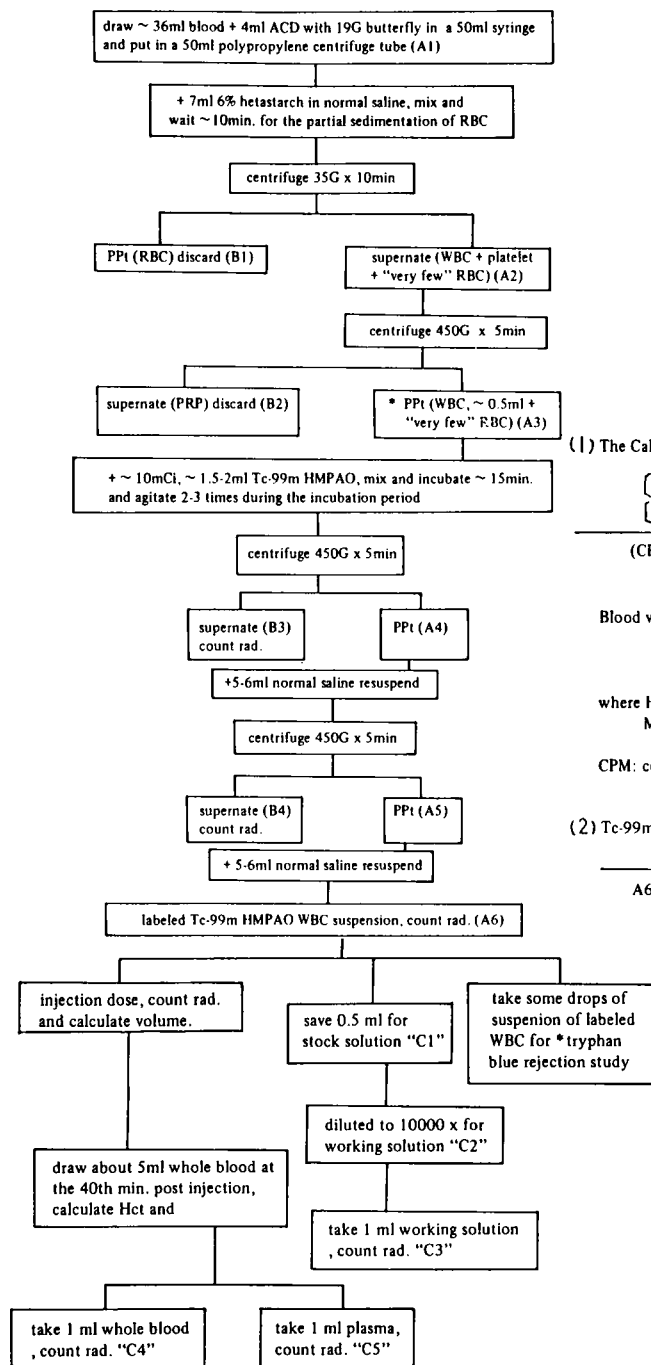 draw ~ 36ml blood + 4ml ACD with 19G butterfly in a 50ml syringe
and put in a 50ml polypropylene centrifuge tube (A1)
+ 7ml 6% hetastarch in normal saline, mix and
wait ~10min. for the partial sedimentation of RBC
centrifuge 35G x 10min
PPt (RBC) discard (B1)
supernate (WBC + platelet
+ "very few" RBC) (A2)
centrifuge 450G x 5min
supernate (PRP) discard (B2)
* PPt (WBC, ~ 0.5ml +
"very few" RBC) (A3)
+ ~ 10mCi, ~ 1.5-2ml Tc-99m HMPAO, mix and incubate ~ 15min.
and agitate 2-3 times during the incubation period
centrifuge 450G x 5min
supernate (B3)
count rad.
PPt (A4)
+5-6ml normal saline resuspend
centrifuge 450G x 5min
supernate (B4)
count rad.
PPt (A5)
+ 5-6ml normal saline resuspend
labeled Tc-99m HMPAO WBC suspension, count rad. (A6)
injection dose, count rad.
and calculate volume.
save 0.5 ml for
stock solution "C1"
take some drops of
suspenion of labeled
WBC for * tryphan
blue rejection study
diluted to 10000 x for
working solution "C2"
draw about 5ml whole blood at
the 40th min. post injection,
calculate Hct and
take 1 ml working solution
, count rad. "C3"
take 1 ml whole blood
, count rad. "C4"
take 1 ml plasma,
count rad. "C5"
(1) The Cal
(CP
Blood v
where H
M
CPM: c
(2) Tc-99m
A6